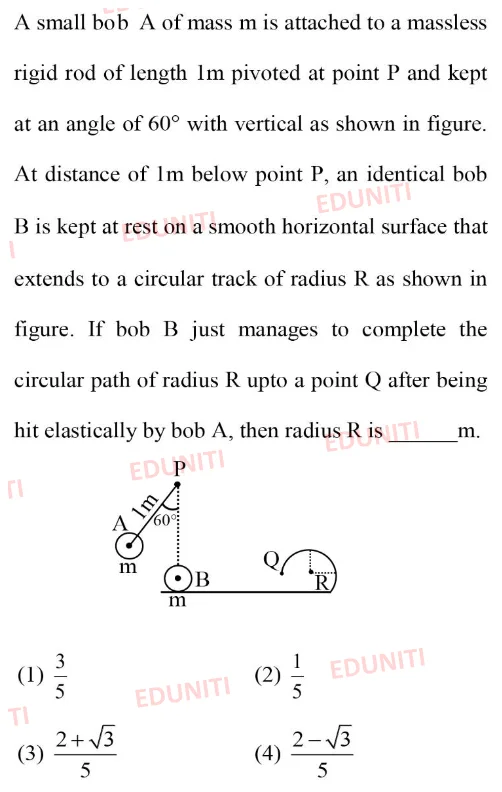 A small bob A of mass m is attached to a massless
rigid rod of length 1m pivoted at point P and kept
at an angle of 60° with vertical as shown in figure.
At distance of 1m below point P, an identical bob
B is kept at rest on a smooth horizontal surface that
extends to a circular track of radius R as shown in
figure. If bob B just manages to complete the
circular path of radius R upto a point Q after being
hit elastically by bob A, then radius R is ______m.
P
1m
A
60°
m
B
m
Q
R
(1) 3/5 (2) 1/5
(3) (2+√3)/5 (4) (2−√3)/5
EDUNITI
EDUNITI
EDUNITI
EDUNITI
EDUNITI
EDUNITI